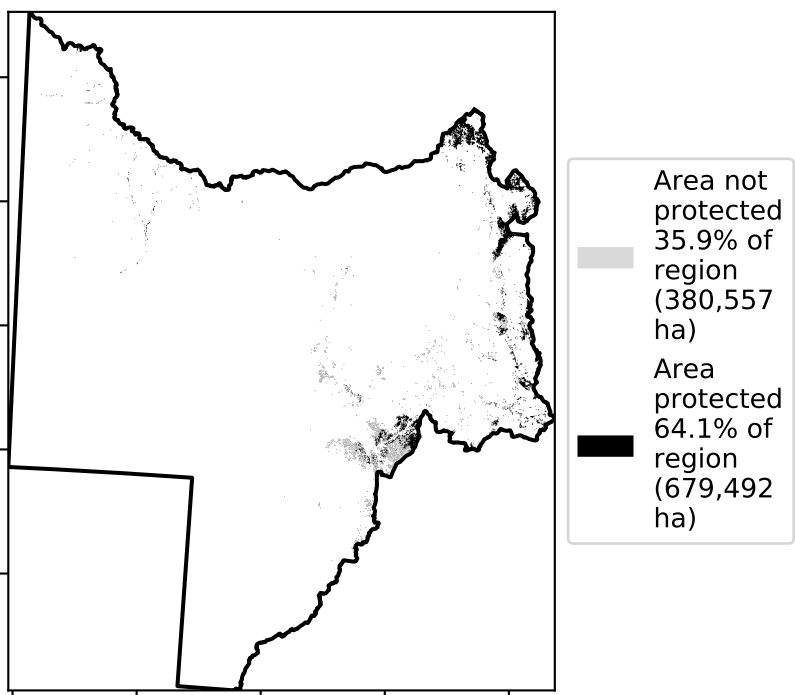 Area not
protected
35.9% of
region
(380,557
ha)
Area
protected
64.1% of
region
(679,492
ha)